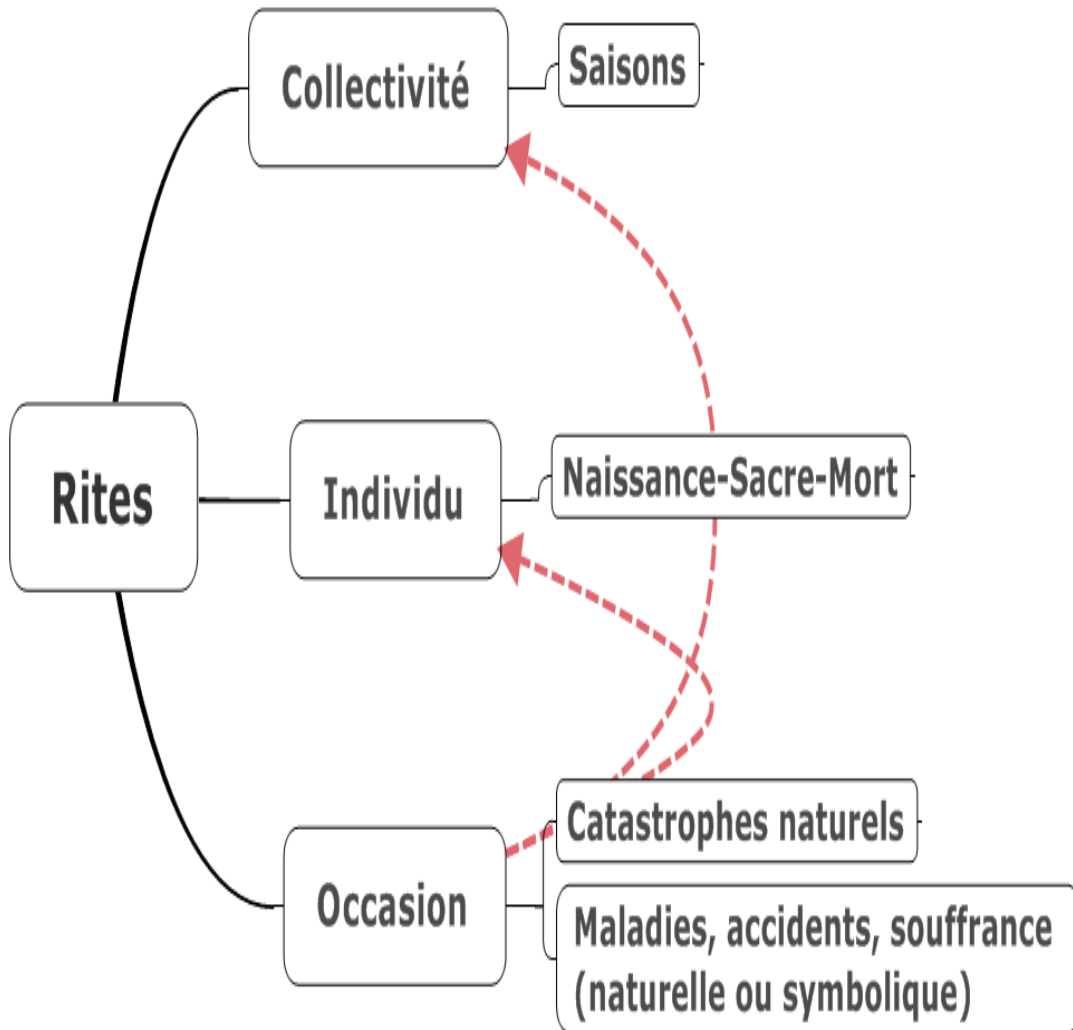 Collectivité
Saisons
Rites
Individu
Naissance-Sacre-Mort
Occasion
Catastrophes naturels
Maladies, accidents, souffrance
(naturelle ou symbolique)